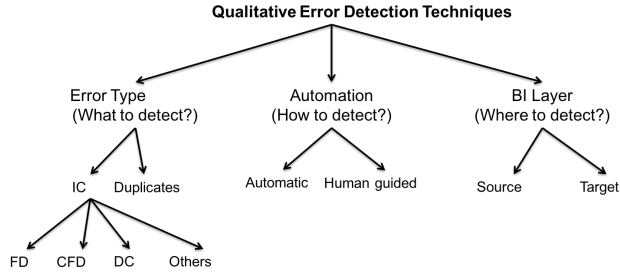 Qualitative Error Detection Techniques
Error Type
(What to detect?)
Automation
(How to detect?)
BI Layer
(Where to detect?)
IC
Duplicates
Automatic
Human guided
Source
Target
FD
CFD
DC
Others